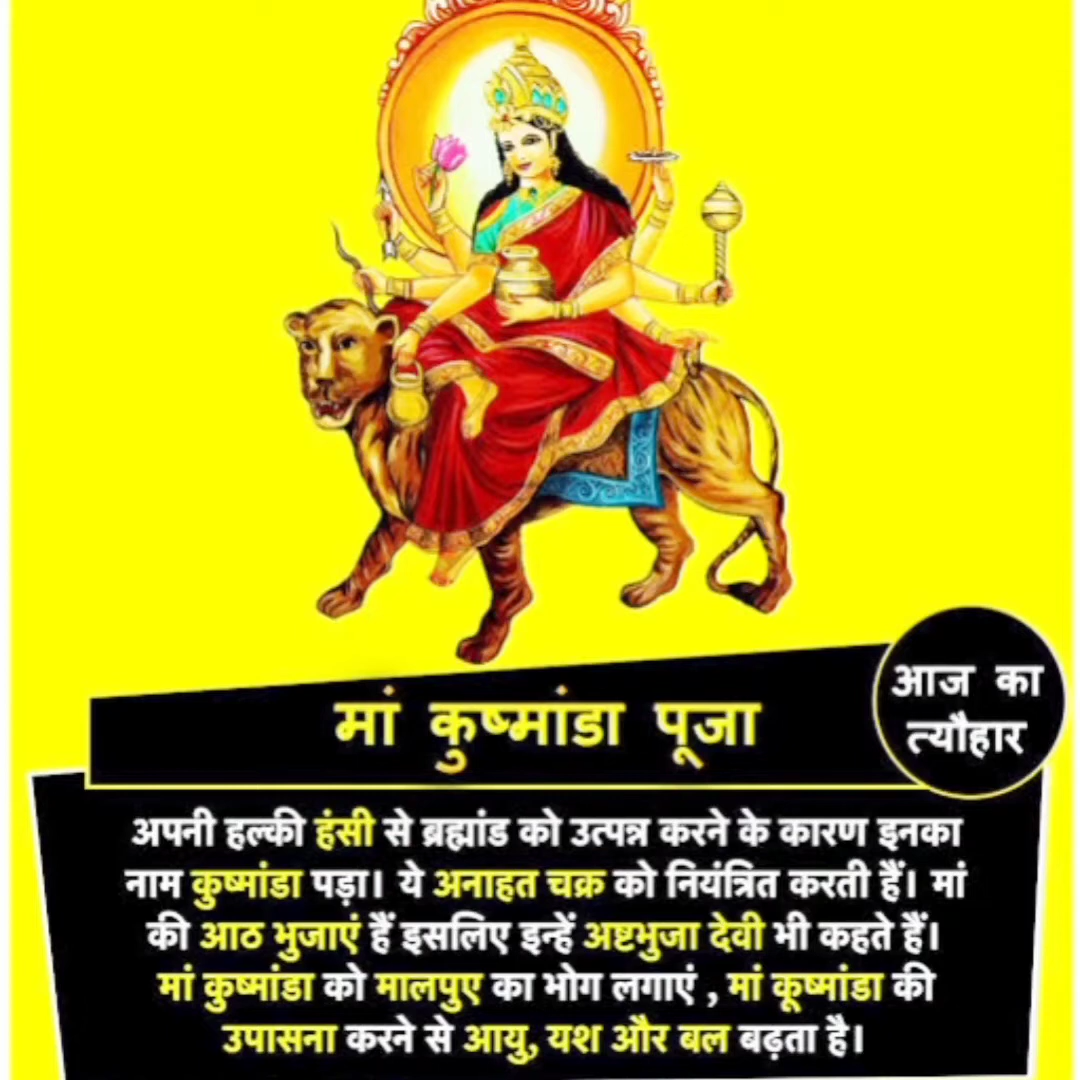 आज का
त्यौहार
मां कुष्मांडा पूजा
अपनी हल्की हंसी से ब्रह्मांड को उत्पन्न करने के कारण इनका
नाम कुष्मांडा पड़ा। ये अनाहत चक्र को नियंत्रित करती हैं। मां
की आठ भुजाएं हैं इसलिए इन्हें अष्टभुजा देवी भी कहते हैं।
मां कुष्मांडा को मालपुए का भोग लगाएं , मां कूष्मांडा की
उपासना करने से आयु, यश और बल बढ़ता है।